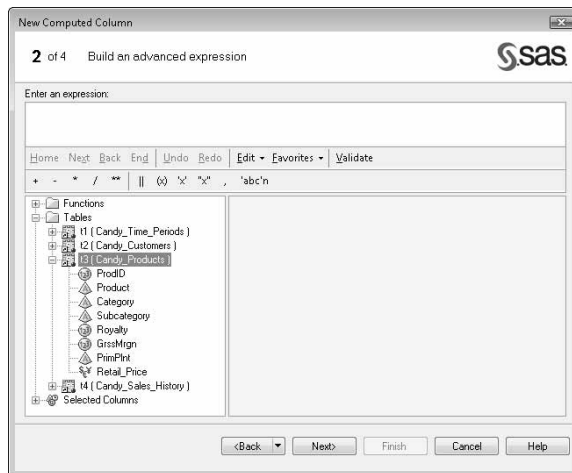 New Computed Column
2 of 4 Build an advanced expression
sas
Enter an expression:
Home Next Back End Undo Redo Edit Favorites Validate
+ - * / ** || (x) 'x' "x" , 'abc'n
Functions
Tables
t1 ( Candy_Time_Periods )
t2 ( Candy_Customers )
t3 ( Candy_Products )
ProdID
Product
Category
Subcategory
Royalty
GrssMrgn
PrimPlnt
Retail_Price
t4 ( Candy_Sales_History )
Selected Columns
<Back Next> Finish Cancel Help